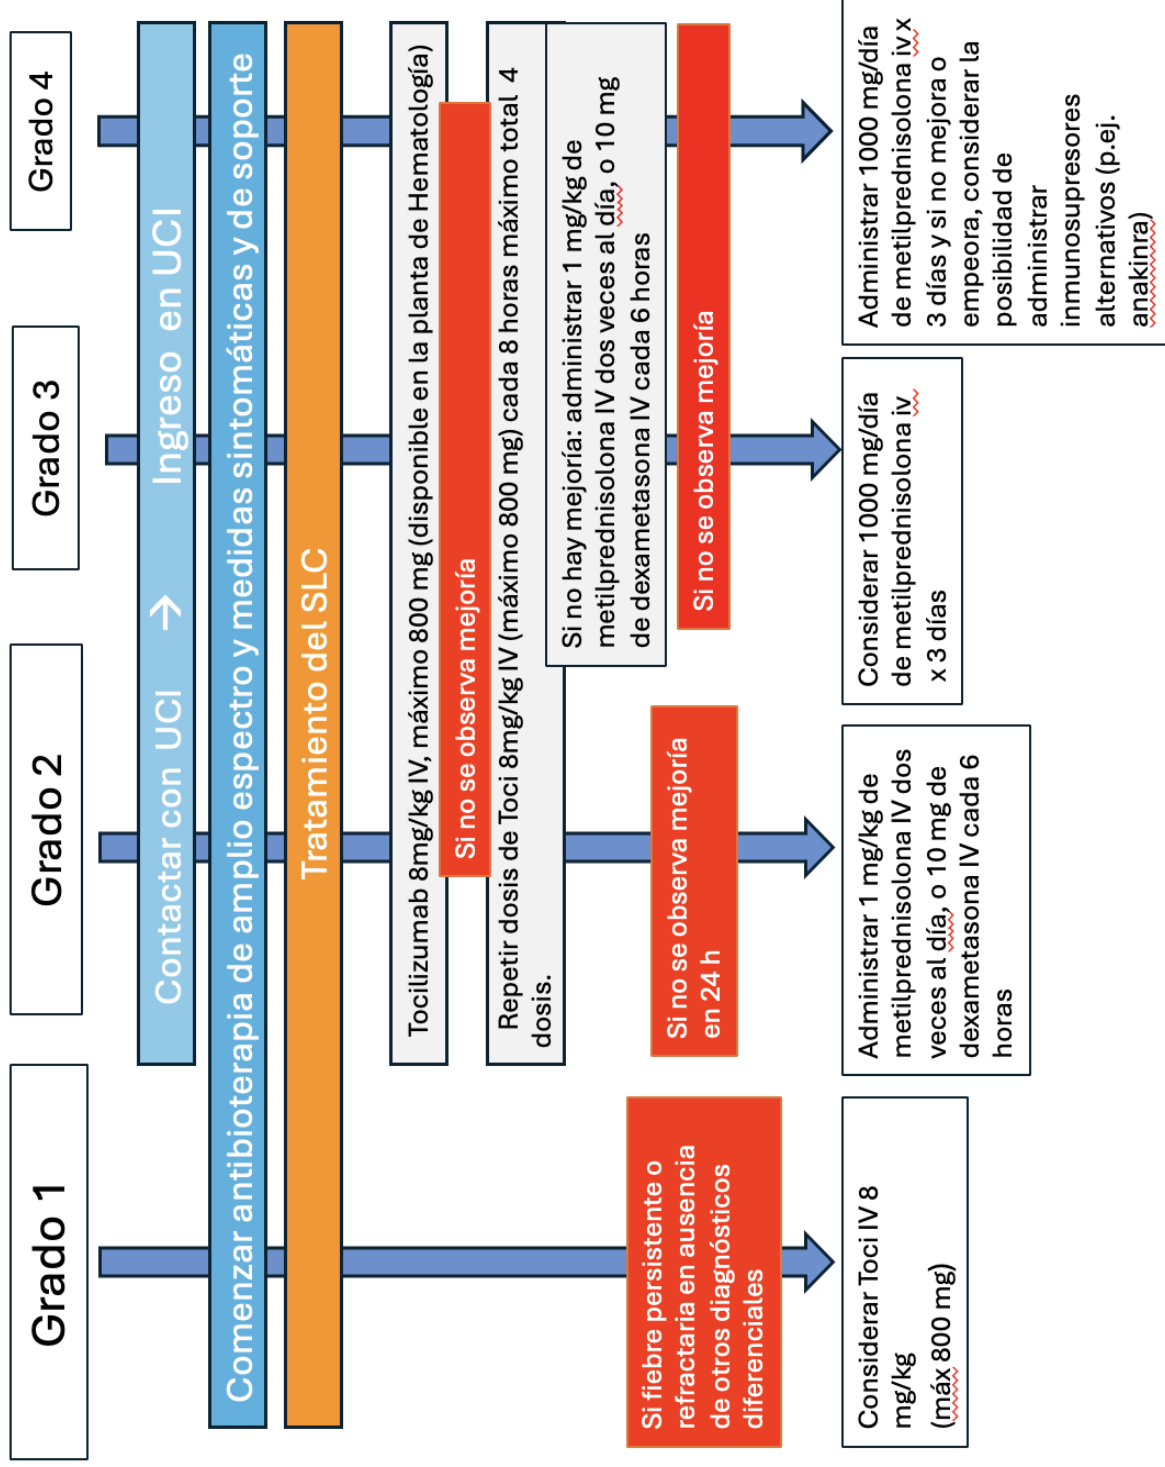 Grado 1
Grado 2
Grado 3
Grado 4
Contactar con UCI → Ingreso en UCI
Comenzar antibioterapia de amplio espectro y medidas sintomáticas y de soporte
Tratamiento del SLC
Tocilizumab 8mg/kg IV, máximo 800 mg (disponible en la planta de Hematología)
Si no se observa mejoría
Repetir dosis de Toci 8mg/kg IV (máximo 800 mg) cada 8 horas máximo total 4
dosis.
Si no hay mejoría: administrar 1 mg/kg de
metilprednisolona IV dos veces al día, o 10 mg
de dexametasona IV cada 6 horas
Si fiebre persistente o
refractaria en ausencia
de otros diagnósticos
diferenciales
Si no se observa mejoría
en 24 h
Si no se observa mejoría
Considerar Toci IV 8
mg/kg
(máx 800 mg)
Administrar 1 mg/kg de
metilprednisolona IV dos
veces al día, o 10 mg de
dexametasona IV cada 6
horas
Considerar 1000 mg/día
de metilprednisolona iv
x 3 días
Administrar 1000 mg/día
de metilprednisolona iv x
3 días y si no mejora o
empeora, considerar la
posibilidad de
administrar
inmunosupresores
alternativos (p.ej.
anakinra)